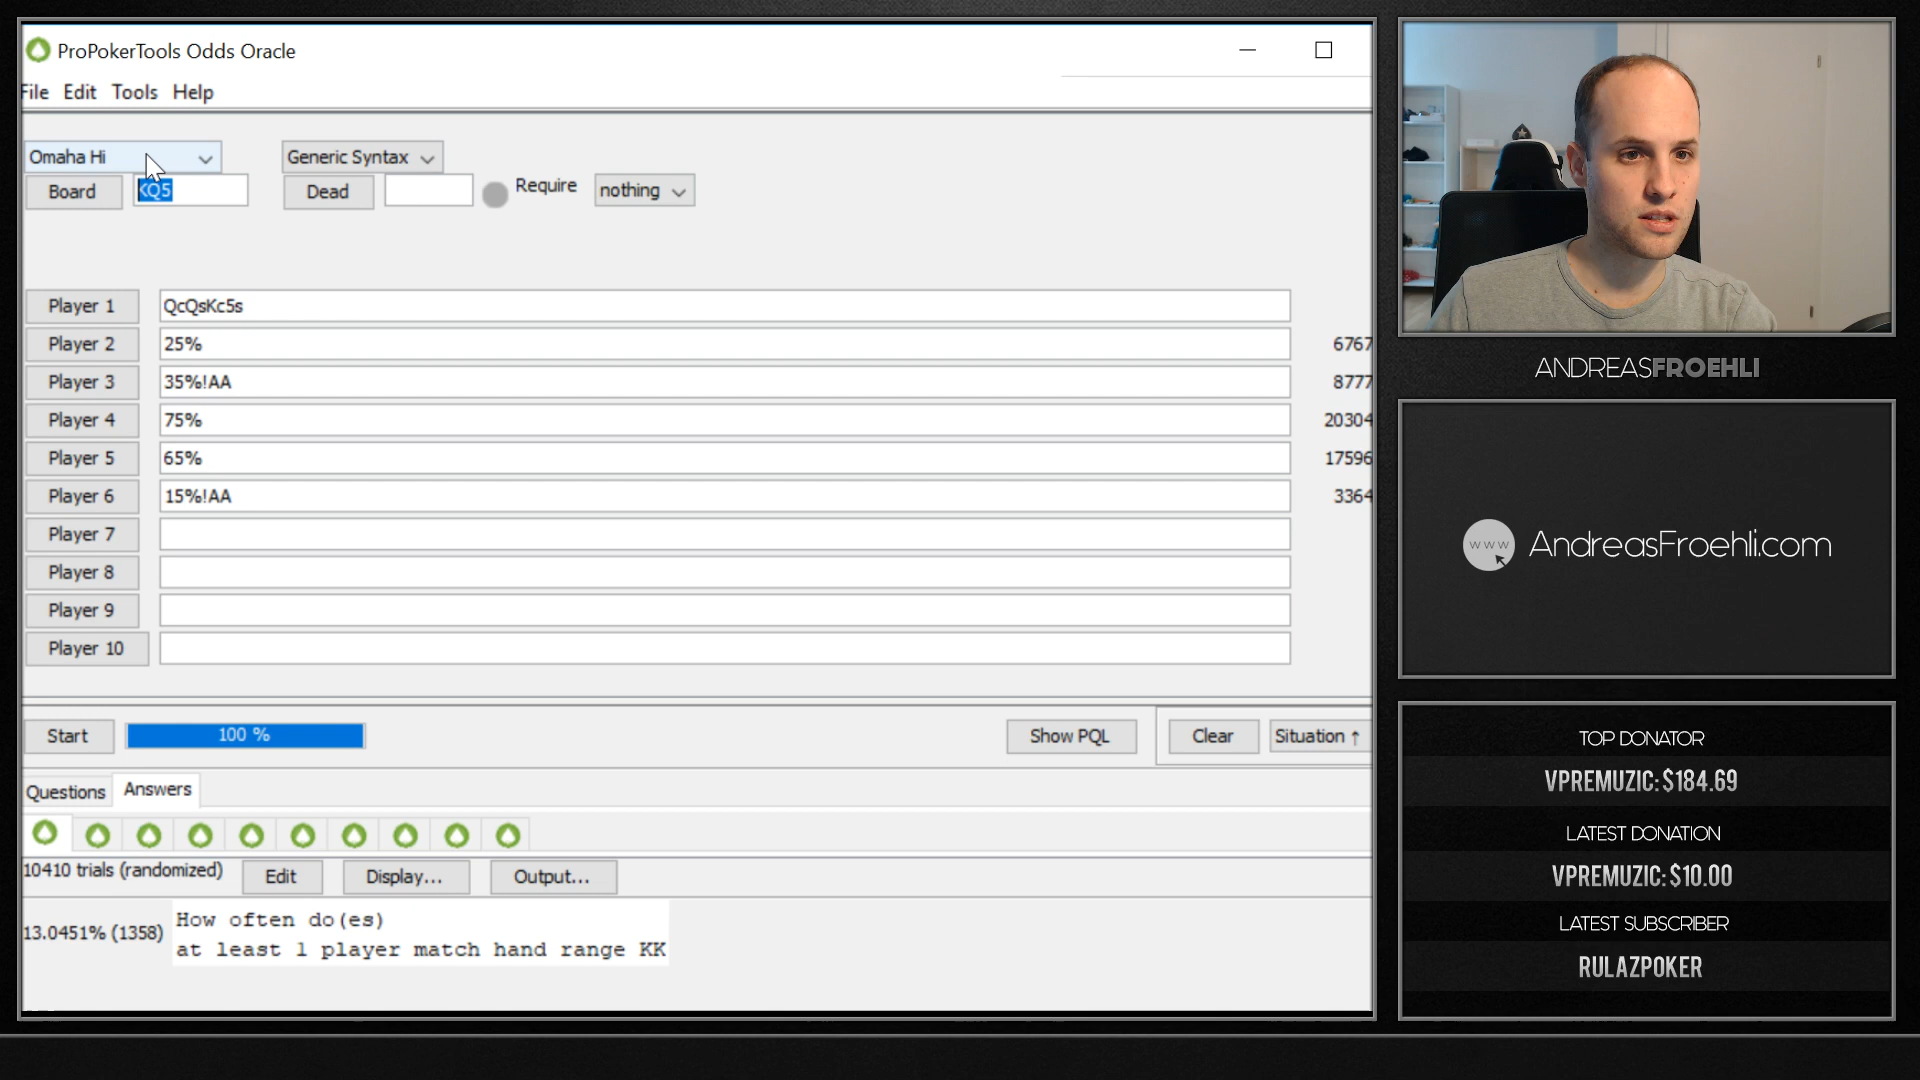 ProPokerTools Odds Oracle
File Edit Tools Help
Omaha Hi
Generic Syntax
Board
KQ5
Dead
Require
nothing
Player 1
QcQsKc5s
Player 2
25%
6767
Player 3
35%!AA
8777
Player 4
75%
20304
Player 5
65%
17596
Player 6
15%!AA
3364
Player 7
Player 8
Player 9
Player 10
Start
100 %
Show PQL
Clear
Situation ↑
Questions
Answers
10410 trials (randomized)
Edit
Display...
Output...
13.0451% (1358)
How often do(es)
at least 1 player match hand range KK
ANDREASFROEHLI
WWW
AndreasFroehli.com
TOP DONATOR
VPREMUZIC: $184.69
LATEST DONATION
VPREMUZIC: $10.00
LATEST SUBSCRIBER
RULAZPOKER